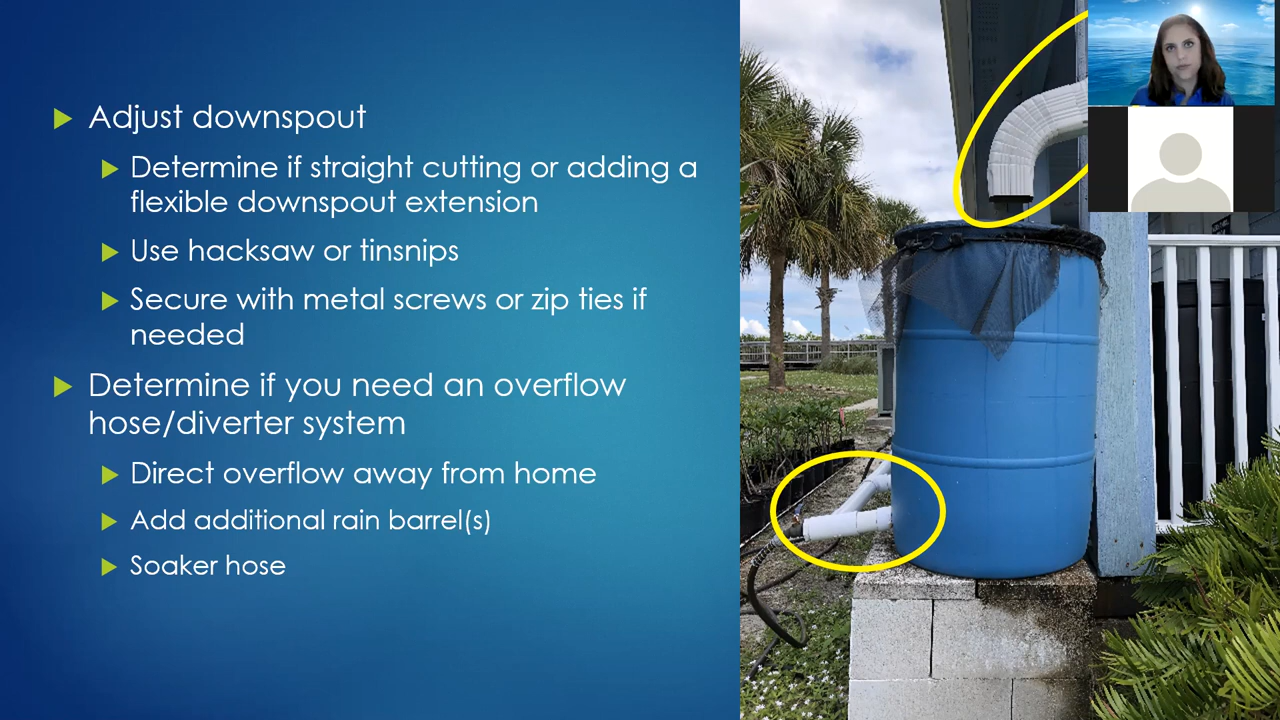 Adjust downspout
Determine if straight cutting or adding a
flexible downspout extension
Use hacksaw or tinsnips
Secure with metal screws or zip ties if
needed
Determine if you need an overflow
hose/diverter system
Direct overflow away from home
Add additional rain barrel(s)
Soaker hose